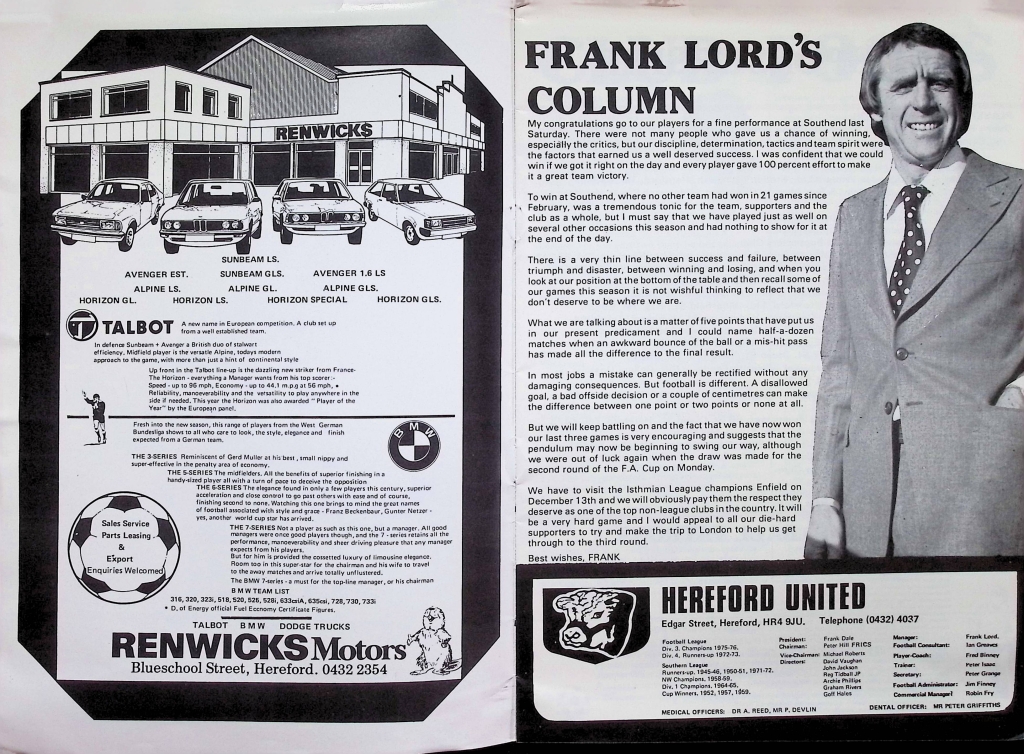 RENWICKS
SUNBEAM LS.
AVENGER EST. SUNBEAM GLS. AVENGER 1.6 LS
ALPINE LS. ALPINE GL. ALPINE GLS.
HORIZON GL. HORIZON LS. HORIZON SPECIAL HORIZON GLS.
TALBOT
A new name in European competition. A club set up
from a well established team.
In defence Sunbeam + Avenger a British duo of stalwart
efficiency. Midfield player is the versatile Alpine, todays modern
approach to the game, with more than just a hint of continental style
Up front in the Talbot line-up is the dazzling new striker from France-
The Horizon - everything a Manager wants from his top scorer:-
Speed - up to 96 mph, Economy - up to 44.1 m.p.g at 56 mph, *
Reliability, manoeverability and the versatility to play anywhere in the
side if needed. This year the Horizon was also awarded "Player of the
Year" by the European panel.
Fresh into the new season, this range of players from the West German
Bundesliga shows to all who care to look, the style, elegance and finish
expected from a German team.
BMW
THE 3-SERIES Reminiscent of Gerd Muller at his best, small nippy and
super-effective in the penalty area of economy.
THE 5-SERIES The midfielders. All the benefits of superior finishing in a
handy-sized player all with a turn of pace to deceive the opposition
THE 6-SERIES The elegance found in only a few players this century, superior
acceleration and close control to go past others with ease and of course,
finishing second to none. Watching this one brings to mind the great names
of football associated with style and grace - Franz Beckenbaur, Gunter Netzer -
yes, another world cup star has arrived.
THE 7-SERIES Not a player as such as this one, but a manager. All good
managers were once good players though, and the 7 - series retains all the
performance, manoeverability and sheer driving pleasure that any manager
expects from his players.
But for him is provided the cossetted luxury of limousine elegance.
Room too in this super-star for the chairman and his wife to travel
to the away matches and arrive totally unflustered.
The BMW 7-series - a must for the top-line manager, or his chairman
Sales Service
Parts Leasing
&
Export
Enquiries Welcomed
BMW TEAM LIST
316, 320, 323i, 518, 520, 525, 528i, 633csiA, 635csi, 728, 730, 733i
* D, of Energy official Fuel Economy Certificate Figures.
TALBOT BMW DODGE TRUCKS
RENWICKS Motors
Blueschool Street, Hereford. 0432 2354
FRANK LORD'S
COLUMN
My congratulations go to our players for a fine performance at Southend last
Saturday. There were not many people who gave us a chance of winning,
especially the critics, but our discipline, determination, tactics and team spirit were
the factors that earned us a well deserved success. I was confident that we could
win if we got it right on the day and every player gave 100 percent effort to make
it a great team victory.
To win at Southend, where no other team had won in 21 games since
February, was a tremendous tonic for the team, supporters and the
club as a whole, but I must say that we have played just as well on
several other occasions this season and had nothing to show for it at
the end of the day.
There is a very thin line between success and failure, between
triumph and disaster, between winning and losing, and when you
look at our position at the bottom of the table and then recall some of
our games this season it is not wishful thinking to reflect that we
don't deserve to be where we are.
What we are talking about is a matter of five points that have put us
in our present predicament and I could name half-a-dozen
matches when an awkward bounce of the ball or a mis-hit pass
has made all the difference to the final result.
In most jobs a mistake can generally be rectified without any
damaging consequences. But football is different. A disallowed
goal, a bad offside decision or a couple of centimetres can make
the difference between one point or two points or none at all.
But we will keep battling on and the fact that we have now won
our last three games is very encouraging and suggests that the
pendulum may now be beginning to swing our way, although
we were out of luck again when the draw was made for the
second round of the F.A. Cup on Monday.
We have to visit the Isthmian League champions Enfield on
December 13th and we will obviously pay them the respect they
deserve as one of the top non-league clubs in the country. It will
be a very hard game and I would appeal to all our die-hard
supporters to try and make the trip to London to help us get
through to the third round.
Best wishes, FRANK
HEREFORD UNITED
Edgar Street, Hereford, HR4 9JU. Telephone (0432) 4037
Football League
Div. 3, Champions 1975-76.
Div. 4, Runners-up 1972-73.
Southern League
Runners-up. 1945-46, 1950-51, 1971-72.
NW Champions. 1958-59.
Div. 1 Champions. 1964-65.
Cup Winners. 1952, 1957, 1959.
President: Frank Dale
Chairman: Peter Hill FRICS
Vice-Chairman: Michael Roberts
Directors: David Vaughan
John Jackson
Reg Tidball JP
Archie Phillips
Graham Rivers
Golf Hales
Manager: Frank Lord.
Football Consultant: Ian Greaves
Player-Coach: Fred Binney
Trainer: Peter Isaac
Secretary: Peter Grange
Football Administrator: Jim Finney
Commercial Manager: Robin Fry
MEDICAL OFFICERS: DR A. REED, MR P. DEVLIN
DENTAL OFFICER: MR PETER GRIFFITHS